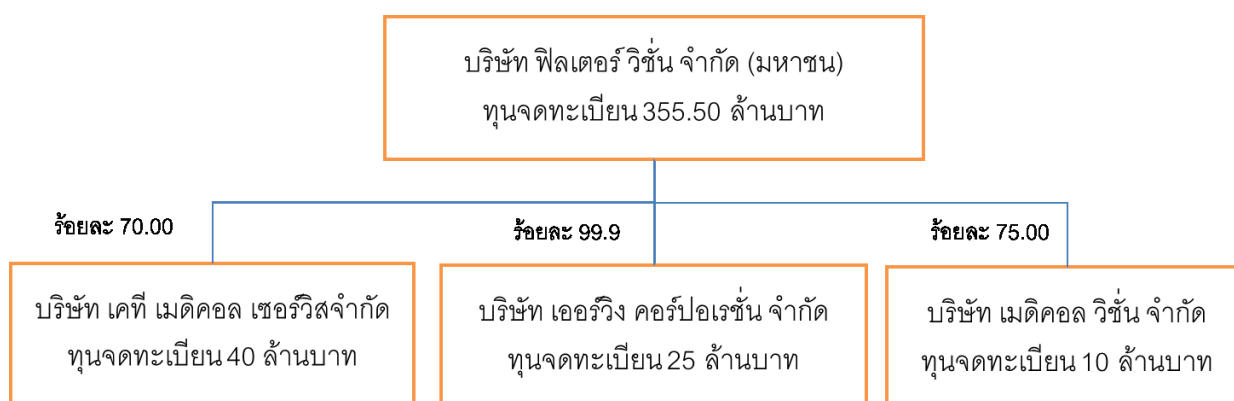 บริษัท ฟิลเตอร์ วิชั่น จำกัด (มหาชน)
ทุนจดทะเบียน 355.50 ล้านบาท
ร้อยละ 70.00
ร้อยละ 99.9
ร้อยละ 75.00
บริษัท เคที เมดิคอล เซอร์วิสจำกัด
ทุนจดทะเบียน 40 ล้านบาท
บริษัท เออร์วิง คอร์ปอเรชั่น จำกัด
ทุนจดทะเบียน 25 ล้านบาท
บริษัท เมดิคอล วิชั่น จำกัด
ทุนจดทะเบียน 10 ล้านบาท